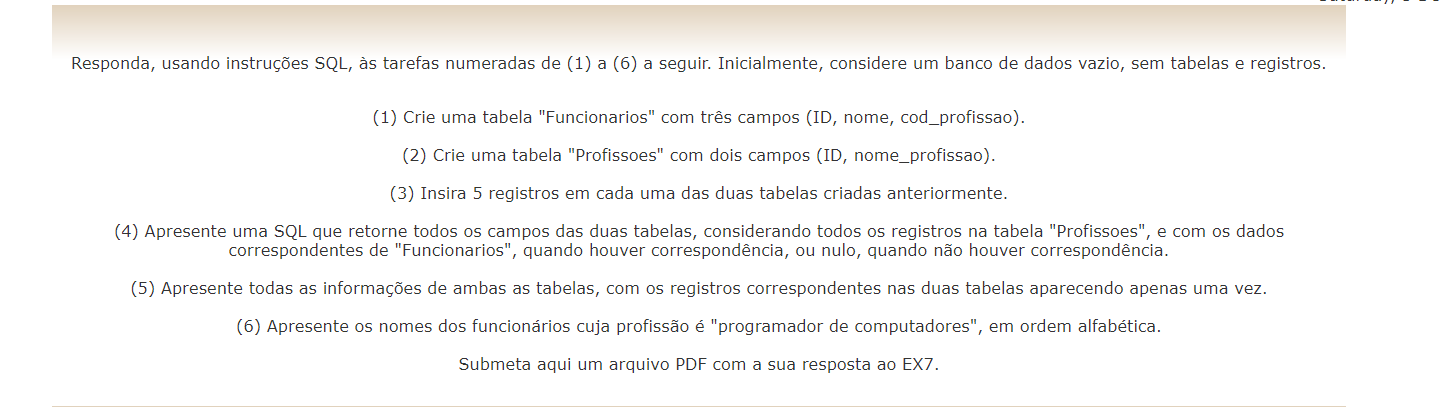 Responda, usando instruções SQL, às tarefas numeradas de (1) a (6) a seguir. Inicialmente, considere um banco de dados vazio, sem tabelas e registros.
(1) Crie uma tabela "Funcionarios" com três campos (ID, nome, cod_profissao).
(2) Crie uma tabela "Profissoes" com dois campos (ID, nome_profissao).
(3) Insira 5 registros em cada uma das duas tabelas criadas anteriormente.
(4) Apresente uma SQL que retorne todos os campos das duas tabelas, considerando todos os registros na tabela "Profissoes", e com os dados
correspondentes de "Funcionarios", quando houver correspondência, ou nulo, quando não houver correspondência.
(5) Apresente todas as informações de ambas as tabelas, com os registros correspondentes nas duas tabelas aparecendo apenas uma vez.
(6) Apresente os nomes dos funcionários cuja profissão é "programador de computadores", em ordem alfabética.
Submeta aqui um arquivo PDF com a sua resposta ao EX7.